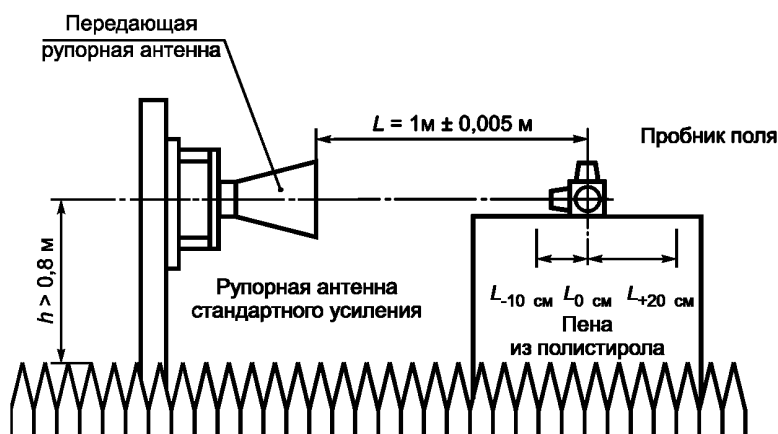 Передающая
рупорная антенна
L = 1м ± 0,005 м
Пробник поля
h > 0,8 м
Рупорная антенна
стандартного усиления
L-10 см L0 см L+20 см
Пена
из полистирола